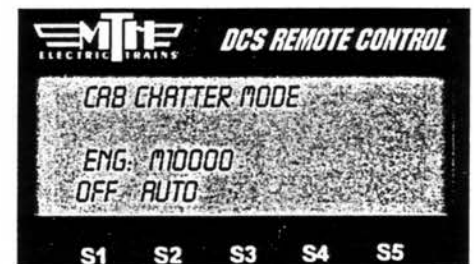 MTH
ELECTRIC TRAINS
DCS REMOTE CONTROL
CAB CHATTER MODE
ENG: M10000
OFF AUTO
S1 S2 S3 S4 S5